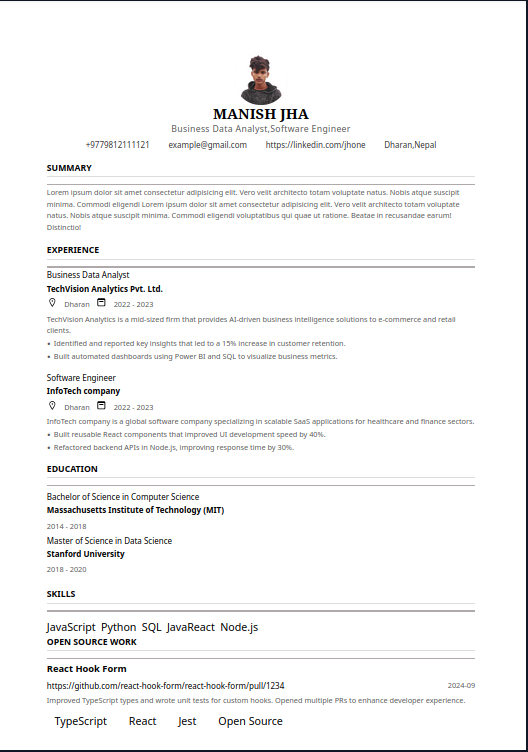 MANISH JHA
Business Data Analyst,Software Engineer
+9779812111121 example@gmail.com https://linkedin.com/jhone Dharan,Nepal
SUMMARY
Lorem ipsum dolor sit amet consectetur adipisicing elit. Vero velit architecto totam voluptate natus. Nobis atque suscipit
minima. Commodi eligendi Lorem ipsum dolor sit amet consectetur adipisicing elit. Vero velit architecto totam voluptate
natus. Nobis atque suscipit minima. Commodi eligendi voluptatibus qui quae ut ratione. Beatae in recusandae earum!
Distinctio!
EXPERIENCE
Business Data Analyst
TechVision Analytics Pvt. Ltd.
Dharan 2022 - 2023
TechVision Analytics is a mid-sized firm that provides AI-driven business intelligence solutions to e-commerce and retail
clients.
• Identified and reported key insights that led to a 15% increase in customer retention.
• Built automated dashboards using Power BI and SQL to visualize business metrics.
Software Engineer
InfoTech company
Dharan 2022 - 2023
InfoTech company is a global software company specializing in scalable SaaS applications for healthcare and finance sectors.
• Built reusable React components that improved UI development speed by 40%.
• Refactored backend APIs in Node.js, improving response time by 30%.
EDUCATION
Bachelor of Science in Computer Science
Massachusetts Institute of Technology (MIT)
2014 - 2018
Master of Science in Data Science
Stanford University
2018 - 2020
SKILLS
JavaScript Python SQL JavaReact Node.js
OPEN SOURCE WORK
React Hook Form
https://github.com/react-hook-form/react-hook-form/pull/1234 2024-09
Improved TypeScript types and wrote unit tests for custom hooks. Opened multiple PRs to enhance developer experience.
TypeScript React Jest Open Source